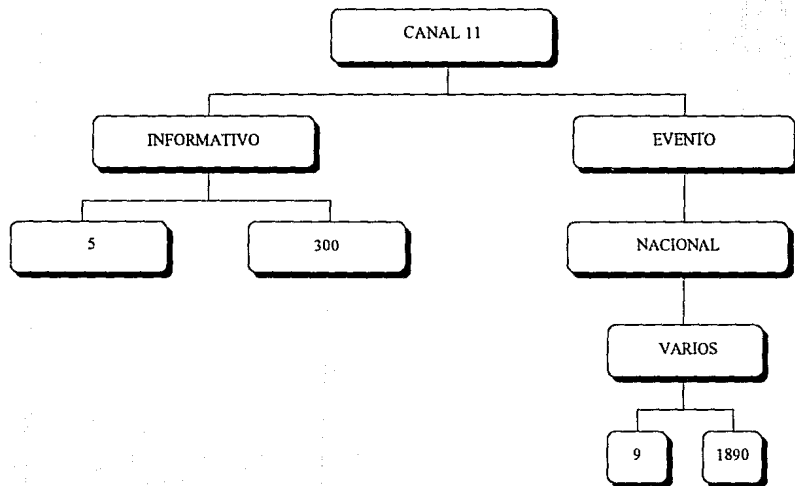 CANAL 11
INFORMATIVO
EVENTO
5
300
NACIONAL
VARIOS
9
1890